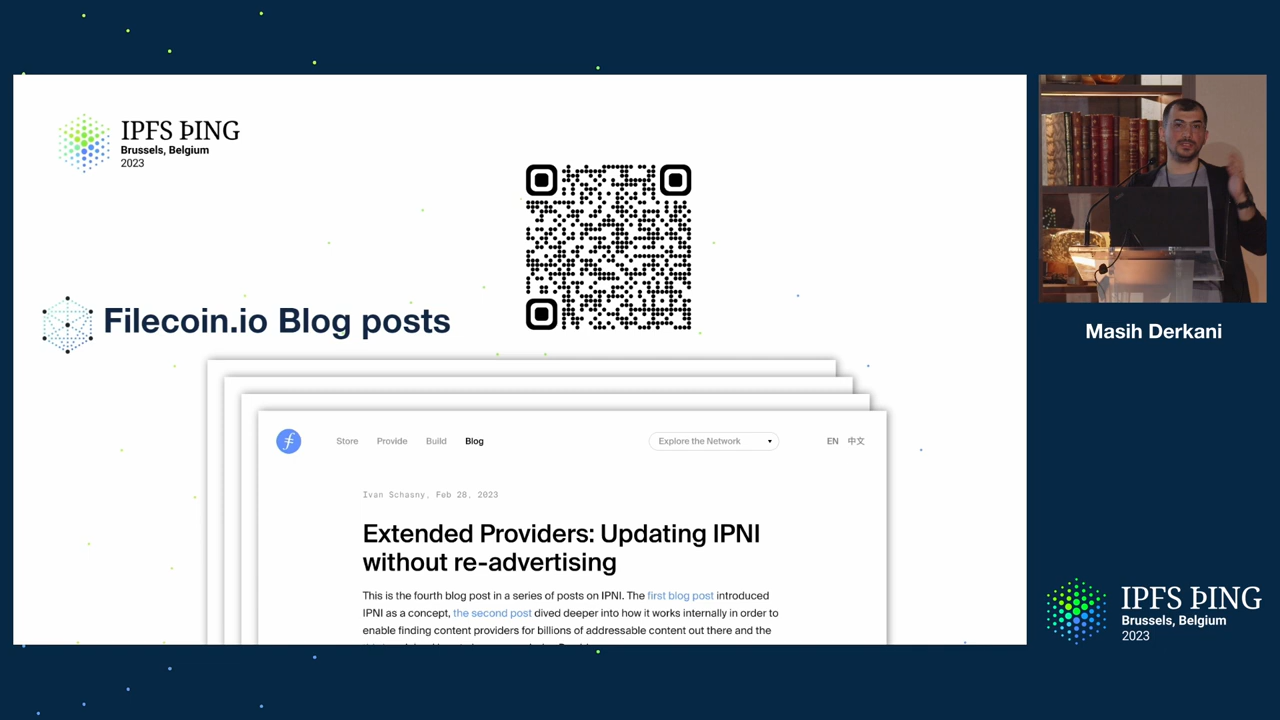 IPFS ÞING
Brussels, Belgium
2023
Filecoin.io Blog posts
Store Provide Build Blog
Explore the Network
EN 中文
Ivan Schasny, Feb 28, 2023
Extended Providers: Updating IPNI
without re-advertising
This is the fourth blog post in a series of posts on IPNI. The first blog post introduced
IPNI as a concept, the second post dived deeper into how it works internally in order to
enable finding content providers for billions of addressable content out there and the
Masih Derkani
IPFS ÞING
Brussels, Belgium
2023